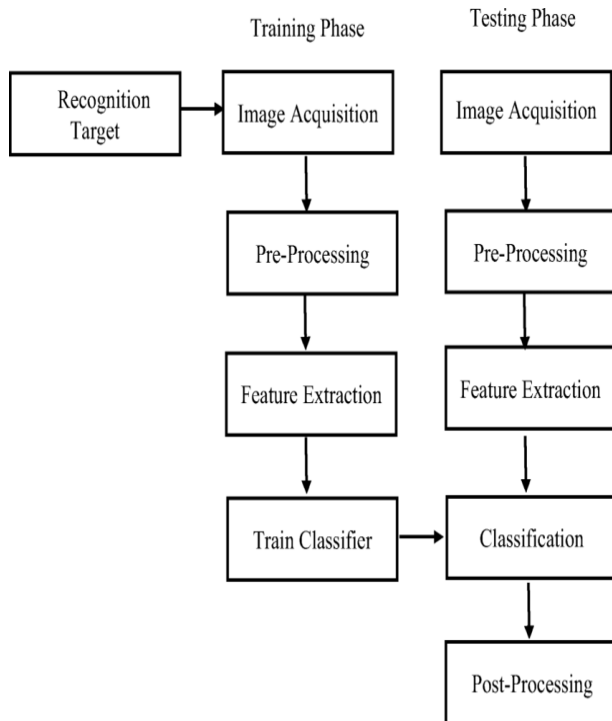 Training Phase
Testing Phase
Recognition
Target
Image Acquisition
Image Acquisition
Pre-Processing
Pre-Processing
Feature Extraction
Feature Extraction
Train Classifier
Classification
Post-Processing